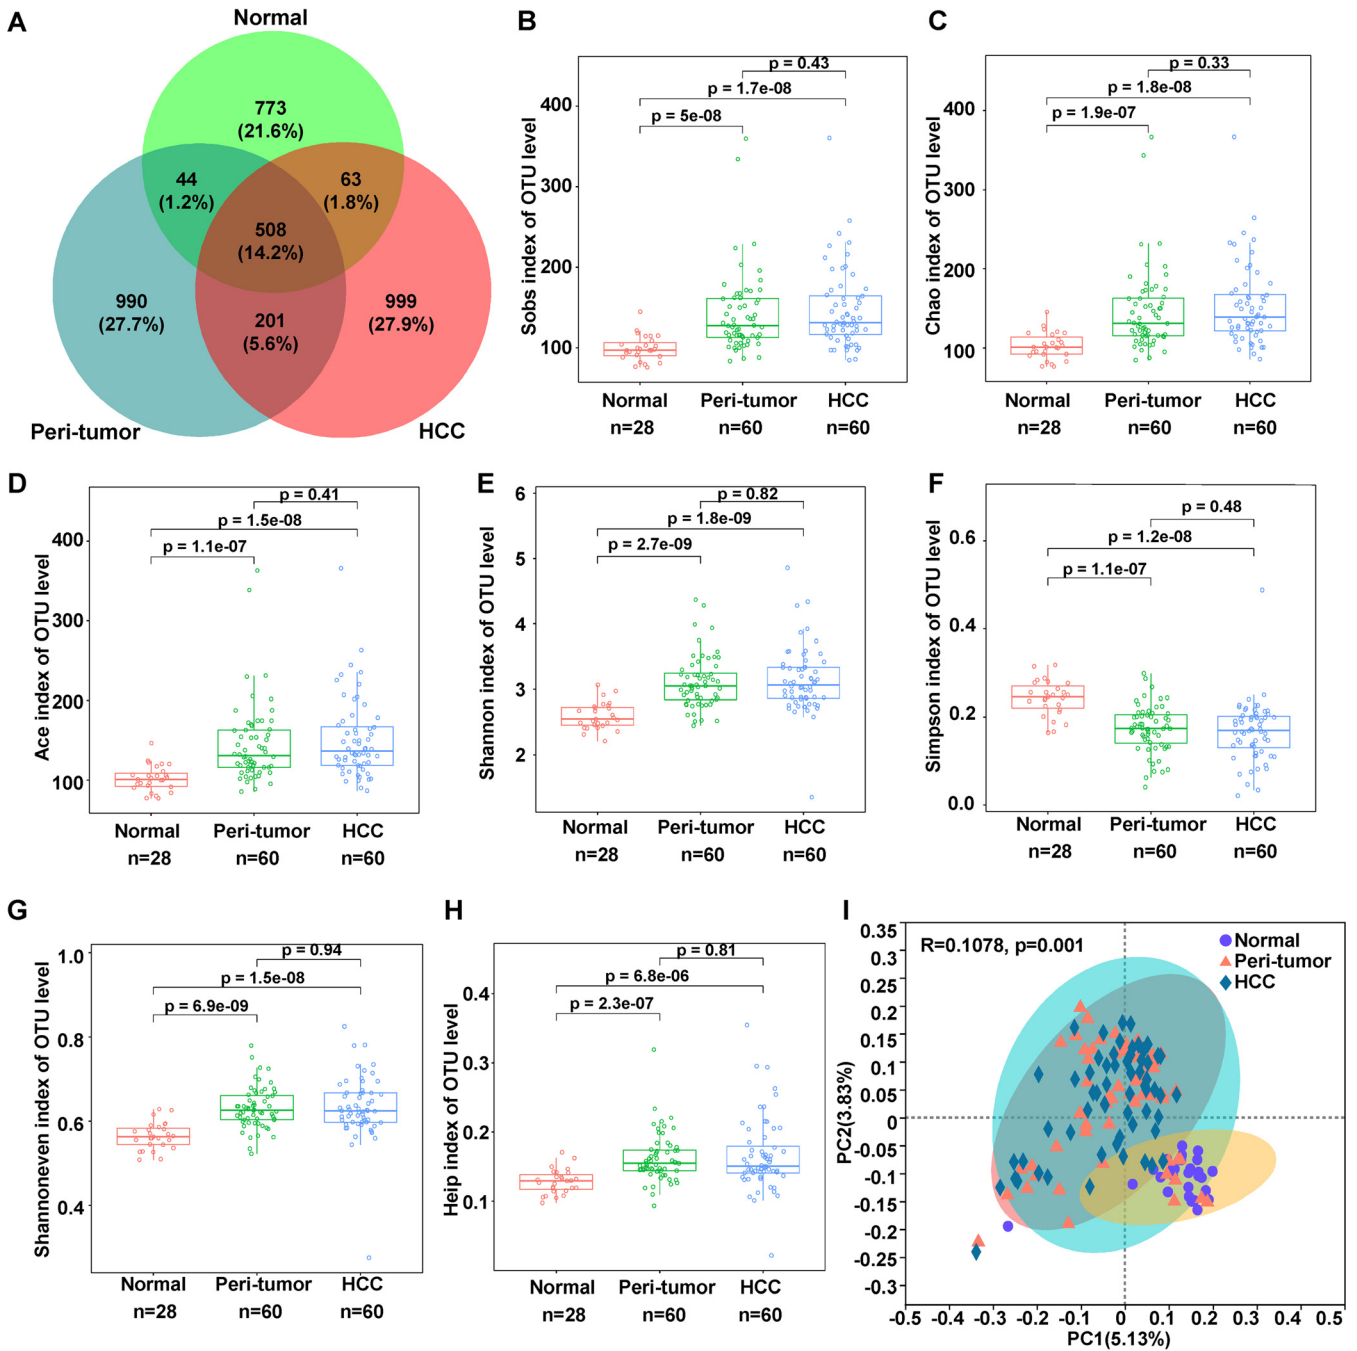 A
Normal
773
(21.6%)
44
(1.2%)
63
(1.8%)
508
(14.2%)
990
(27.7%)
999
(27.9%)
201
(5.6%)
Peri-tumor
HCC
B
Sobs index of OTU level
400
300
200
100
p = 0.43
p = 1.7e-08
p = 5e-08
Normal
Peri-tumor
HCC
n=28
n=60
n=60
C
Chao index of OTU level
400
300
200
100
p = 0.33
p = 1.8e-08
p = 1.9e-07
Normal
Peri-tumor
HCC
n=28
n=60
n=60
D
Ace index of OTU level
400
300
200
100
p = 0.41
p = 1.5e-08
p = 1.1e-07
Normal
Peri-tumor
HCC
n=28
n=60
n=60
E
Shannon index of OTU level
6
5
4
3
2
p = 0.82
p = 1.8e-09
p = 2.7e-09
Normal
Peri-tumor
HCC
n=28
n=60
n=60
F
Simpson index of OTU level
0.6
0.4
0.2
0.0
p = 0.48
p = 1.2e-08
p = 1.1e-07
Normal
Peri-tumor
HCC
n=28
n=60
n=60
G
Shannoneven index of OTU level
1.0
0.8
0.6
0.4
p = 0.94
p = 1.5e-08
p = 6.9e-09
Normal
Peri-tumor
HCC
n=28
n=60
n=60
H
Heip index of OTU level
0.4
0.3
0.2
0.1
p = 0.81
p = 6.8e-06
p = 2.3e-07
Normal
Peri-tumor
HCC
n=28
n=60
n=60
I
PC2(3.83%)
0.35
0.3
0.25
0.2
0.15
0.1
0.05
0
-0.05
-0.1
-0.15
-0.2
-0.25
-0.3
R=0.1078, p=0.001
Normal
Peri-tumor
HCC
-0.5 -0.5 -0.3 -0.2 -0.1 0 0.1 0.2 0.3 0.4 0.5
PC1(5.13%)